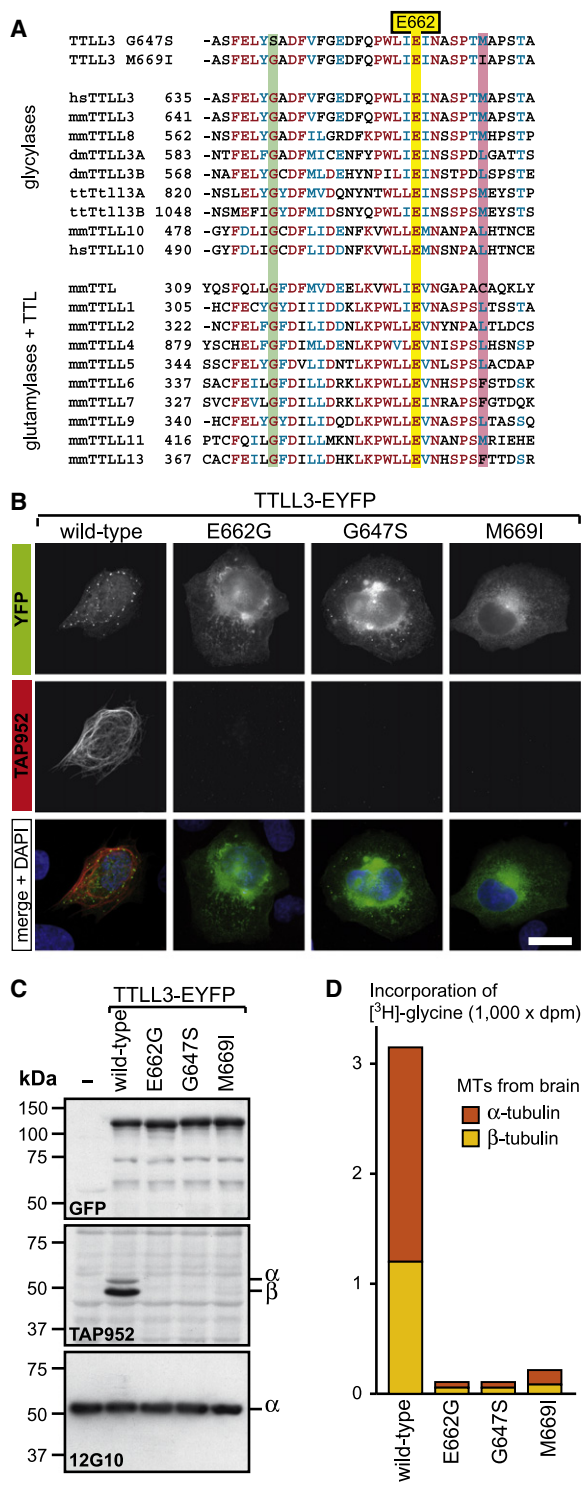 A
E662
TTLL3 G647S -ASFELYSADFVFGEDFQPWLIEINASPTMAPSTA
TTLL3 M669I -ASFELYGADFVFGEDFQPWLIEINASPTIAPSTA
glycylases
hsTTLL3 635 -ASFELYGADFVFGEDFQPWLIEINASPTMAPSTA
mmTTLL3 641 -ASFELYGADFVFGEDFQPWLIEINASPTMAPSTA
mmTTLL8 562 -NSFELYGADFILGRDFKPWLIEINSSPTMHPSTP
dmTTLL3A 583 -NTFELFGADFMICENFYPWLIEINSSPDLGATTS
dmTTLL3B 568 -NAFELYGCDFMLDEHYNPILIEINSTPDLSPSTE
ttTtll3A 820 -NSLELYGYDYMVDQNYNTWLLEINSSPSMEYSTS
ttTtll3B 1048 -NSMEFIGYDFMIDSNYQPWLIEINSSPSMEYSTP
mmTTLL10 478 -GYFDLIGCDFLIDENFKVWLLEMNANPALHTNCE
hsTTLL10 490 -GYFDLIGCDFLIDDNFKVWLLEMNSNPALHTNCE
glutamylases + TTL
mmTTL 309 YQSFQLLGFDFMVDEELKVWLIEVNGAPACAQKLY
mmTTLL1 305 -HCFECYGYDIIIDDKLKPWLIEVNASPSLTSSTA
mmTTLL2 322 -NCFELFGFDILIDDNLKPWLLEVNYNPALTLDCS
mmTTLL4 879 YSCHELFGFDIMLDENLKPWVLEVNISPSLHSNSP
mmTTLL5 344 SSCFELYGFDVLIDNTLKPWLLEVNLSPSLACDAP
mmTTLL6 337 SACFEILGFDILLDRKLKPWLLEVNHSPSFSTDSK
mmTTLL7 327 SVCFEVLGFDILLDRKLKPWLLEINRAPSFGTDQK
mmTTLL9 340 -HCFELYGYDILIDQDLKPWLLEVNASPSLTASSQ
mmTTLL11 416 PTCFQILGFDILLMKNLKPWLLEVNANPSMRIEHE
mmTTLL13 367 CACFEILGFDILLDHKLKPWLLEVNHSPSFTTDSR
B
TTLL3-EYFP
wild-type E662G G647S M669I
YFP
TAP952
merge + DAPI
C
TTLL3-EYFP
kDa – wild-type E662G G647S M669I
150
100
75
50
GFP
75
50
37
α
β
TAP952
75
50
37
α
12G10
D
Incorporation of
[³H]-glycine (1,000 x dpm)
3
2
1
0
MTs from brain
α-tubulin
β-tubulin
wild-type E662G G647S M669I